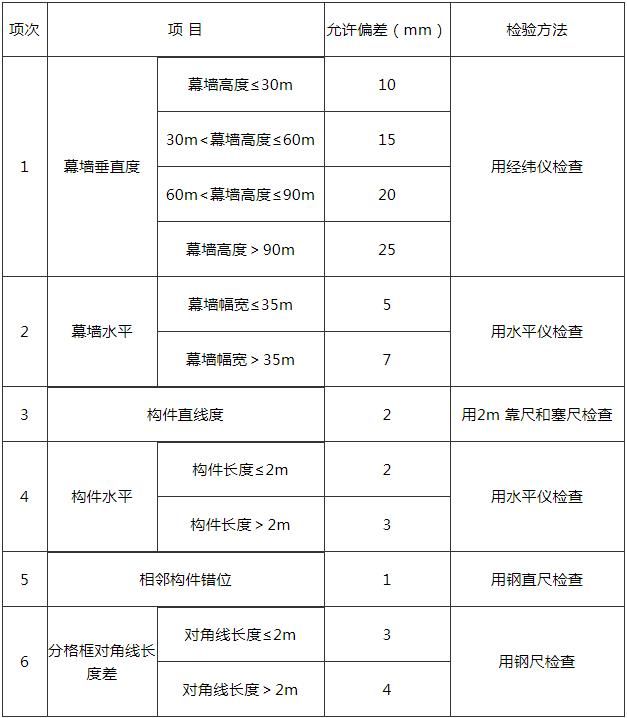 项次 项 目 允许偏差（mm） 检验方法
1 幕墙垂直度 幕墙高度≤30m 10 用经纬仪检查
30m<幕墙高度≤60m 15
60m<幕墙高度≤90m 20
幕墙高度＞90m 25
2 幕墙水平 幕墙幅宽≤35m 5 用水平仪检查
幕墙幅宽＞35m 7
3 构件直线度 2 用2m 靠尺和塞尺检查
4 构件水平 构件长度≤2m 2 用水平仪检查
构件长度＞2m 3
5 相邻构件错位 1 用钢直尺检查
6 分格框对角线长
度差 对角线长度≤2m 3 用钢尺检查
对角线长度＞2m 4